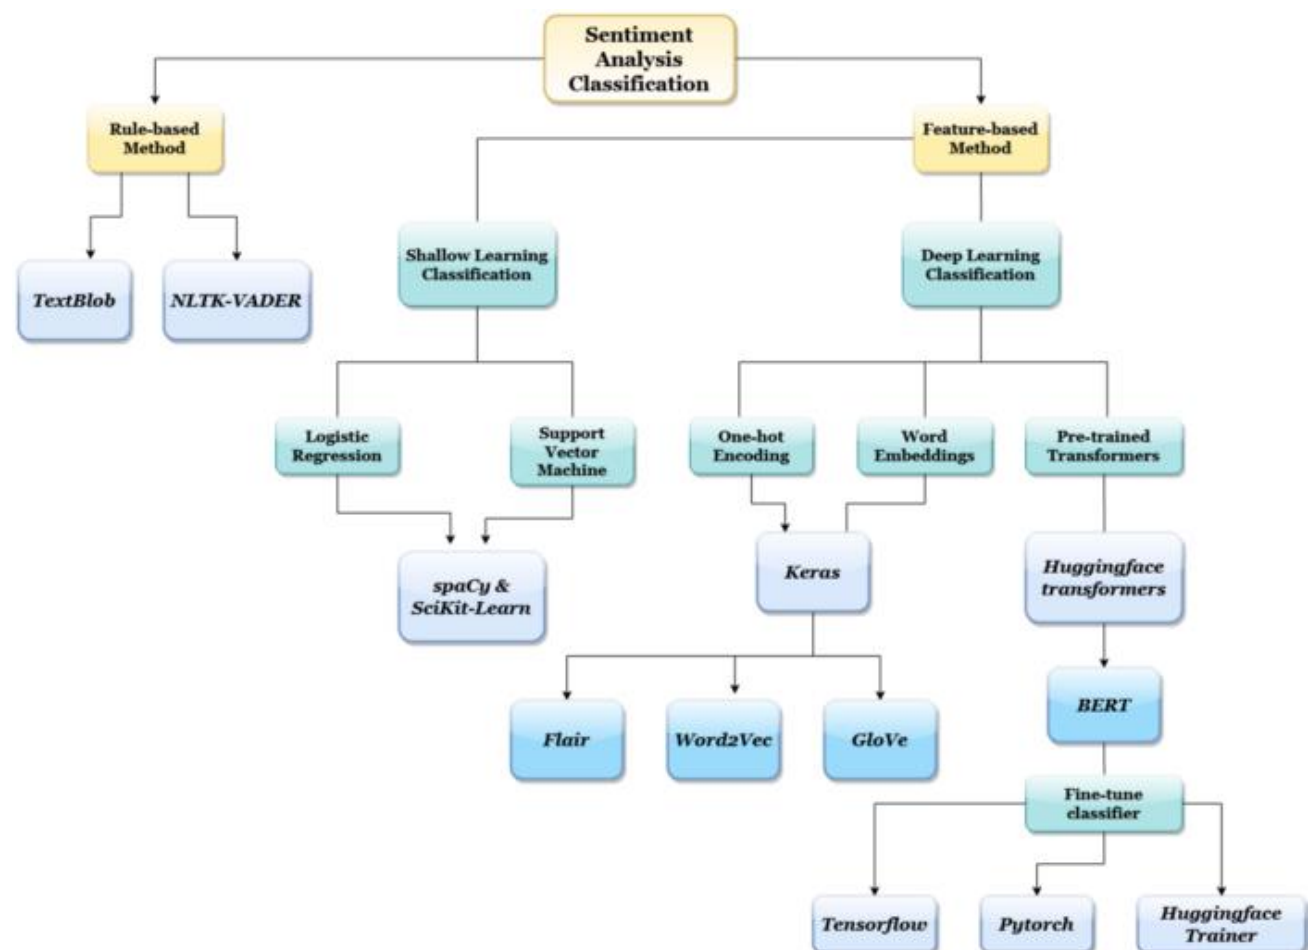 Sentiment
Analysis
Classification
Rule-based
Method
Feature-based
Method
Shallow Learning
Classification
Deep Learning
Classification
TextBlob
NLTK-VADER
Logistic
Regression
Support
Vector
Machine
One-hot
Encoding
Word
Embeddings
Pre-trained
Transformers
spaCy &
SciKit-Learn
Keras
Huggingface
transformers
Flair
Word2Vec
GloVe
BERT
Fine-tune
classifier
Tensorflow
Pytorch
Huggingface
Trainer